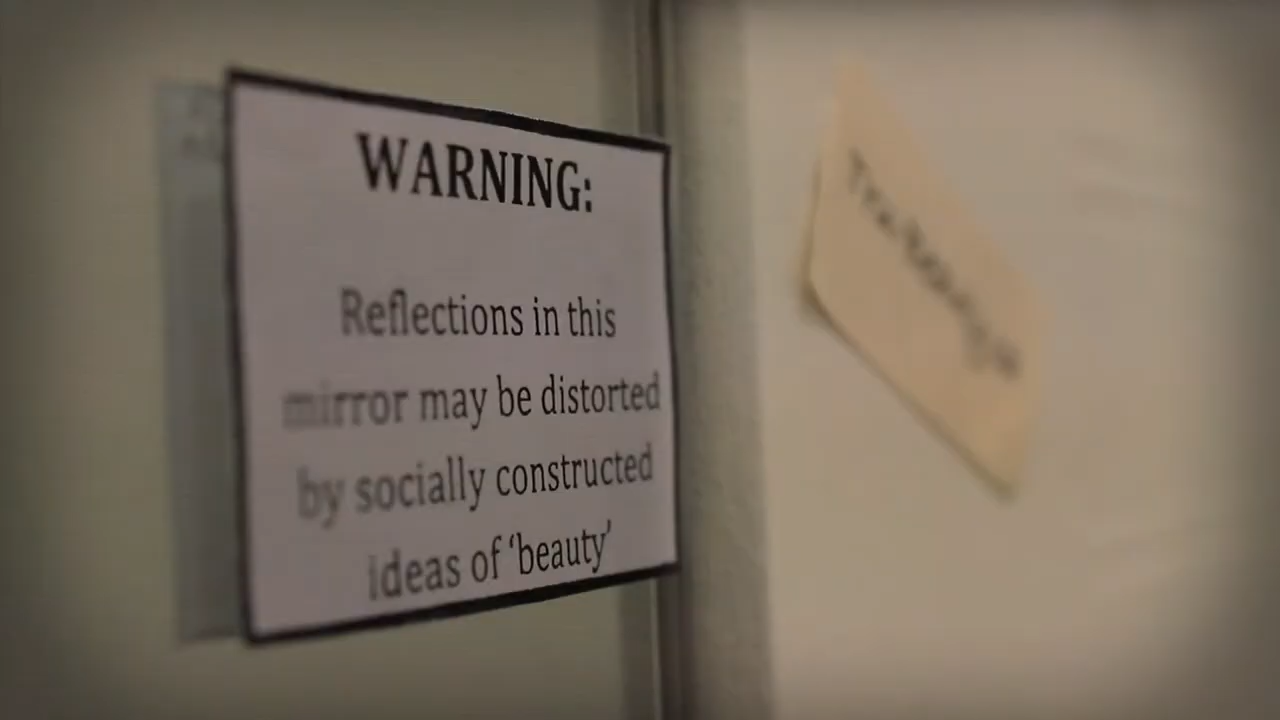 WARNING:
Reflections in this
mirror may be distorted
by socially constructed
ideas of ‘beauty’